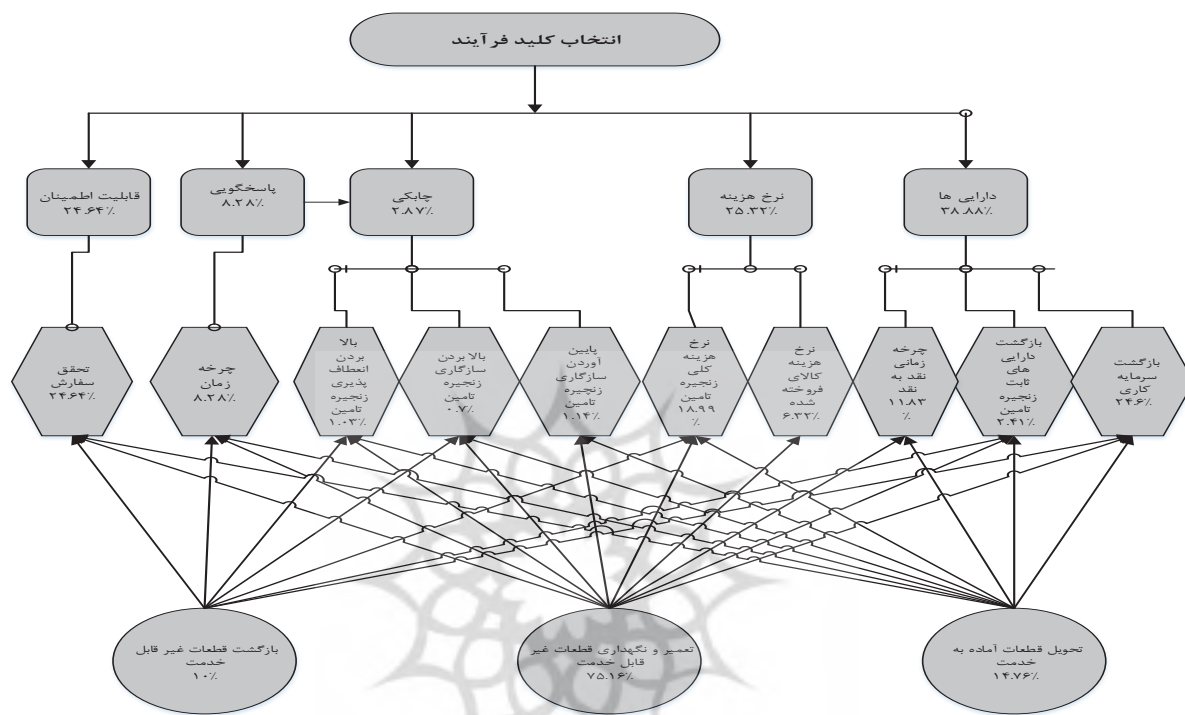 انتخاب کلید فرآیند
دارایی ها
۳۸.۸۸٪
نرخ هزینه
۲۵.۳۲٪
چابکی
۲.۸۷٪
پاسخگویی
۸.۲۸٪
قابلیت اطمینان
۲۴.۶۴٪
بازگشت
سرمایه
کاری
۲۴.۶٪
بازگشت
دارایی
های
ثابت
زنجیره
تامین
۲.۴۱٪
چرخه
زمانی
نقد به
نقد
۱۱.۸۳
٪
نرخ
هزینه
کالای
فروخته
شده
۶.۳۲٪
نرخ
هزینه
کلی
زنجیره
تامین
۱۸.۹۹
٪
پایین
آوردن
سازگاری
زنجیره
تامین
۱.۱۴٪
بالا بردن
سازگاری
زنجیره
تامین
۰.۷٪
بالا
بردن
انعطاف
پذیری
زنجیره
تامین
۱.۰۳٪
چرخه
زمان
۸.۲۸٪
تحقق
سفارش
۲۴.۶۴٪
تحویل قطعات آماده به
خدمت
۱۴.۷۶٪
تعمیر و نگهداری قطعات غیر
قابل خدمت
۷۵.۱۶٪
بازگشت قطعات غیر قابل
خدمت
۱۰٪